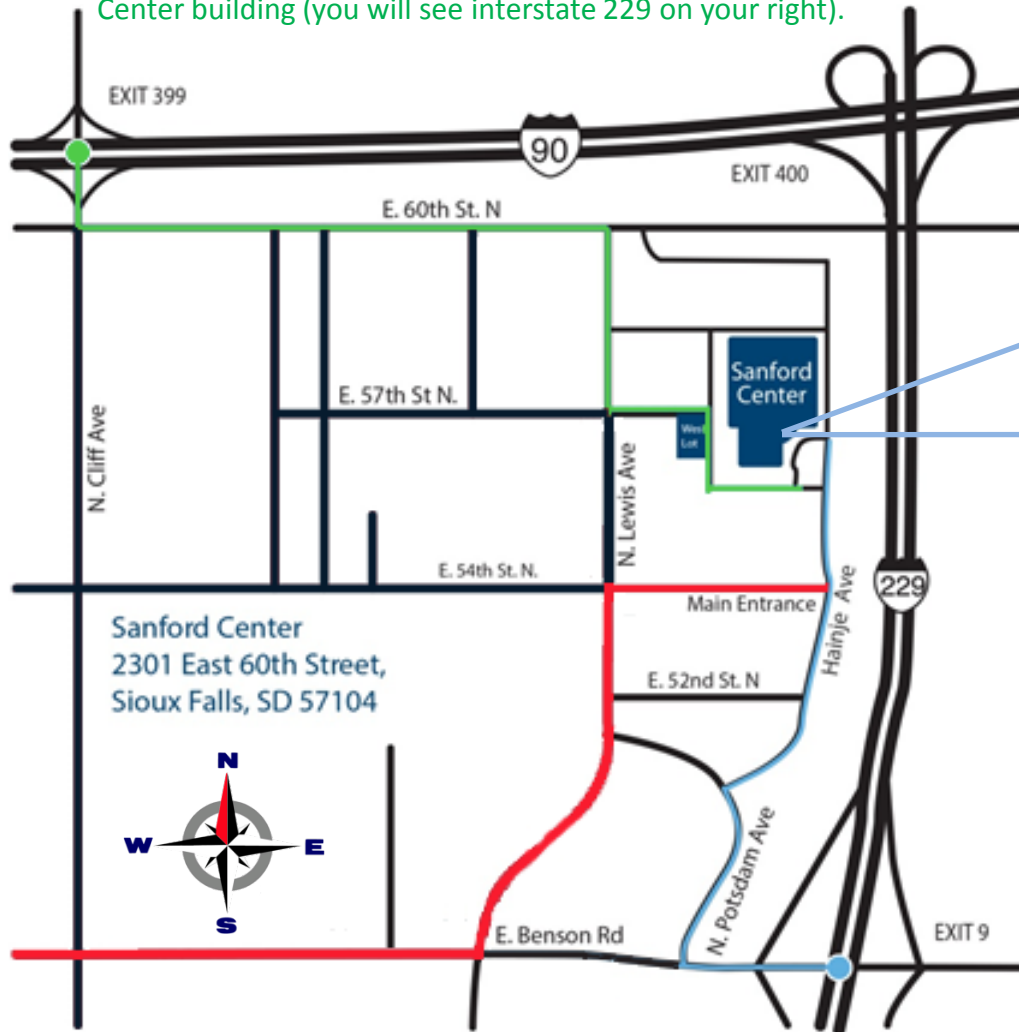 Center building (you will see interstate 229 on your right).
EXIT 399
90
EXIT 400
E. 60th St. N
Sanford
Center
E. 57th St N.
West
Lot
N. Cliff Ave
N. Lewis Ave
E. 54th St. N.
229
Main Entrance
Hainje Ave
Sanford Center
2301 East 60th Street,
Sioux Falls, SD 57104
E. 52nd St. N
N
W
E
S
N. Potsdam Ave
E. Benson Rd
EXIT 9